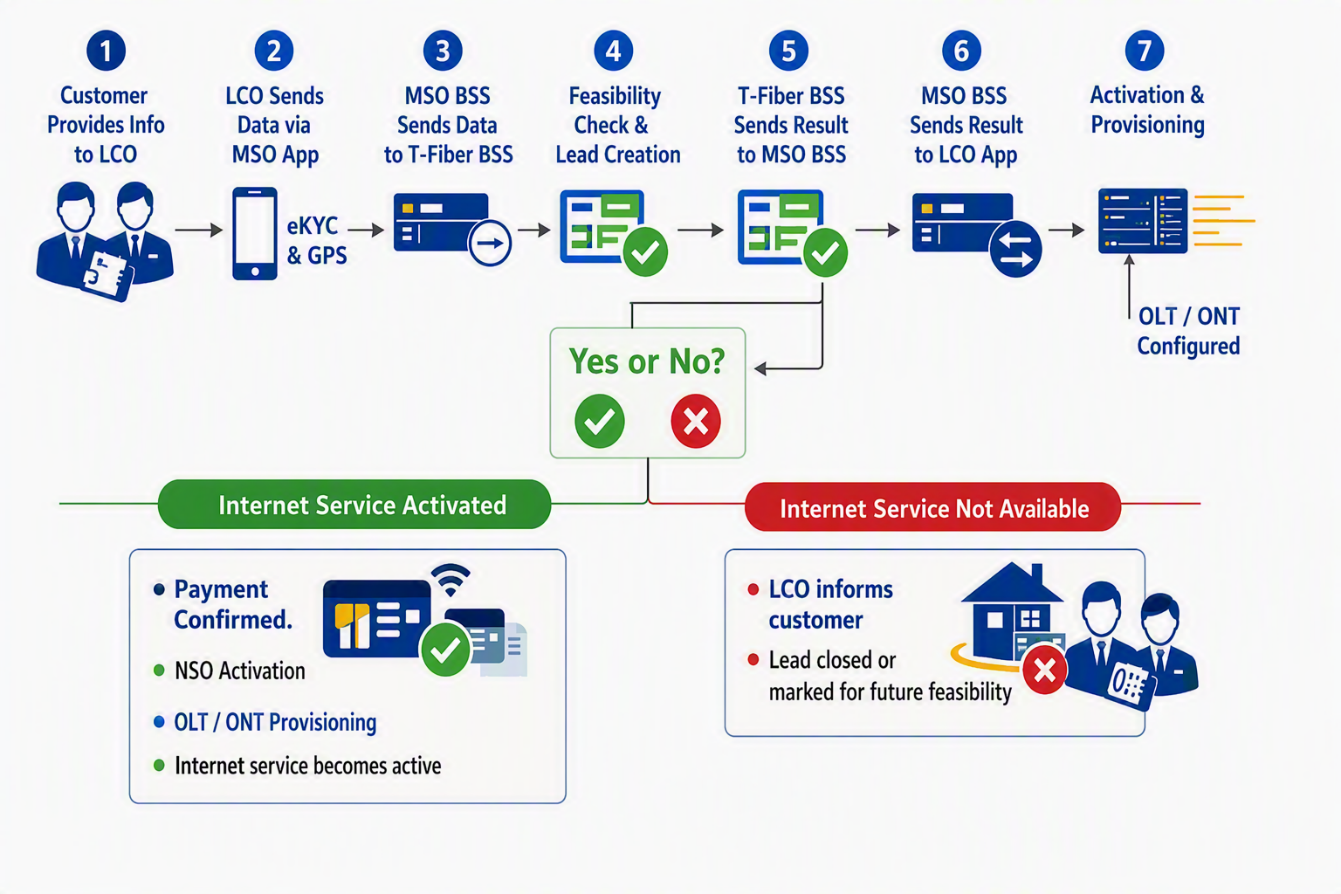 1
Customer
Provides Info
to LCO
2
LCO Sends
Data via
MSO App
3
MSO BSS
Sends Data
to T-Fiber BSS
4
Feasibility
Check &
Lead Creation
5
T-Fiber BSS
Sends Result
to MSO BSS
6
MSO BSS
Sends Result
to LCO App
7
Activation &
Provisioning
eKYC
& GPS
OLT / ONT
Configured
Yes or No?
Internet Service Activated
Payment
Confirmed.
NSO Activation
OLT / ONT Provisioning
Internet service becomes active
Internet Service Not Available
LCO informs
customer
Lead closed or
marked for future feasibility